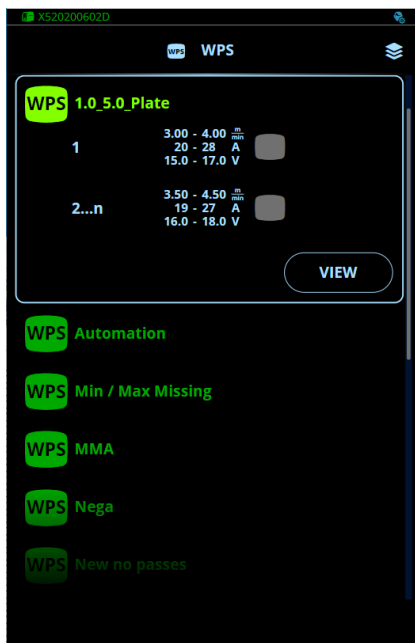 X520200602D
WPS WPS
WPS 1.0_5.0_Plate
1 3.00 - 4.00 m/min
20 - 28 A
15.0 - 17.0 V
2...n 3.50 - 4.50 m/min
19 - 27 A
16.0 - 18.0 V
VIEW
WPS Automation
WPS Min / Max Missing
WPS MMA
WPS Nega
WPS New no passes